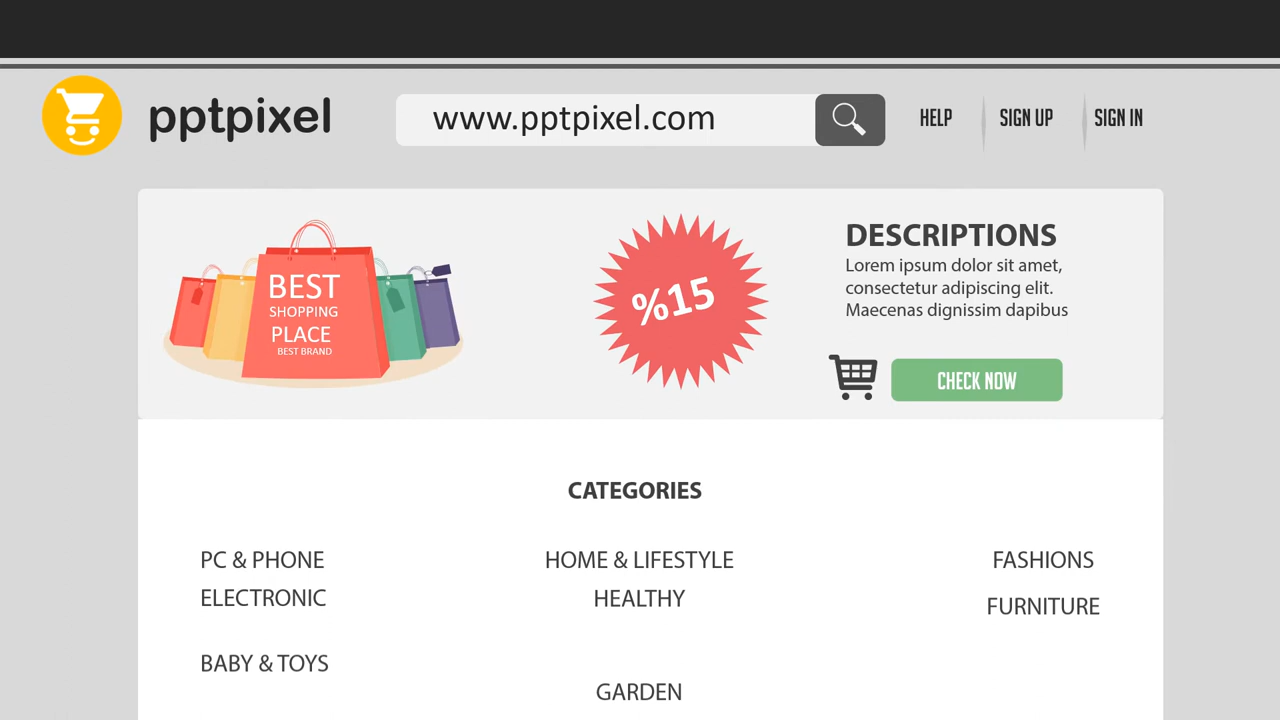 pptpixel
www.pptpixel.com
HELP
SIGN UP
SIGN IN
BEST
SHOPPING
PLACE
BEST BRAND
%15
DESCRIPTIONS
Lorem ipsum dolor sit amet,
consectetur adipiscing elit.
Maecenas dignissim dapibus
CHECK NOW
CATEGORIES
PC & PHONE
HOME & LIFESTYLE
FASHIONS
ELECTRONIC
HEALTHY
FURNITURE
BABY & TOYS
GARDEN